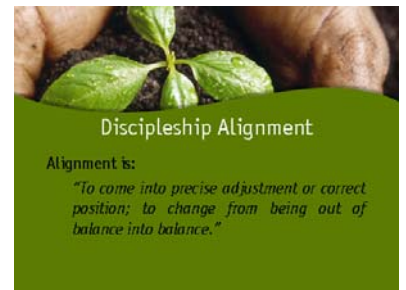 Discipleship Alignment
Alignment is:
"To come into precise adjustment or correct
position; to change from being out of
balance into balance."